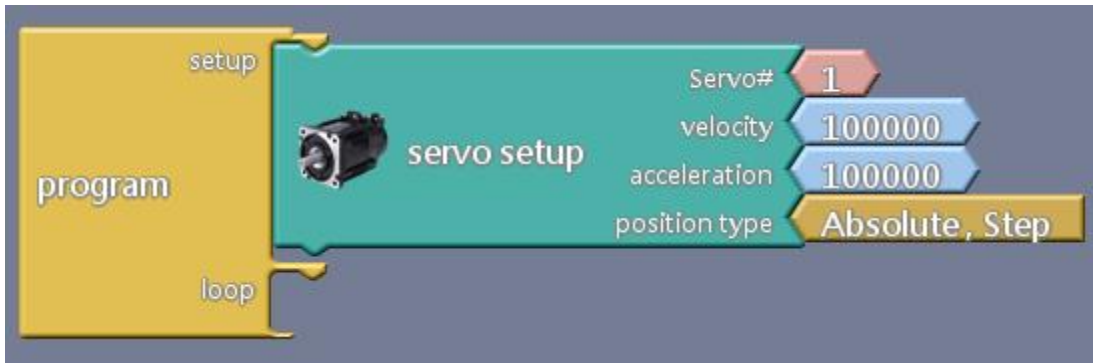 setup
Servo# 1
velocity 100000
servo setup
acceleration 100000
program
position type Absolute , Step
loop